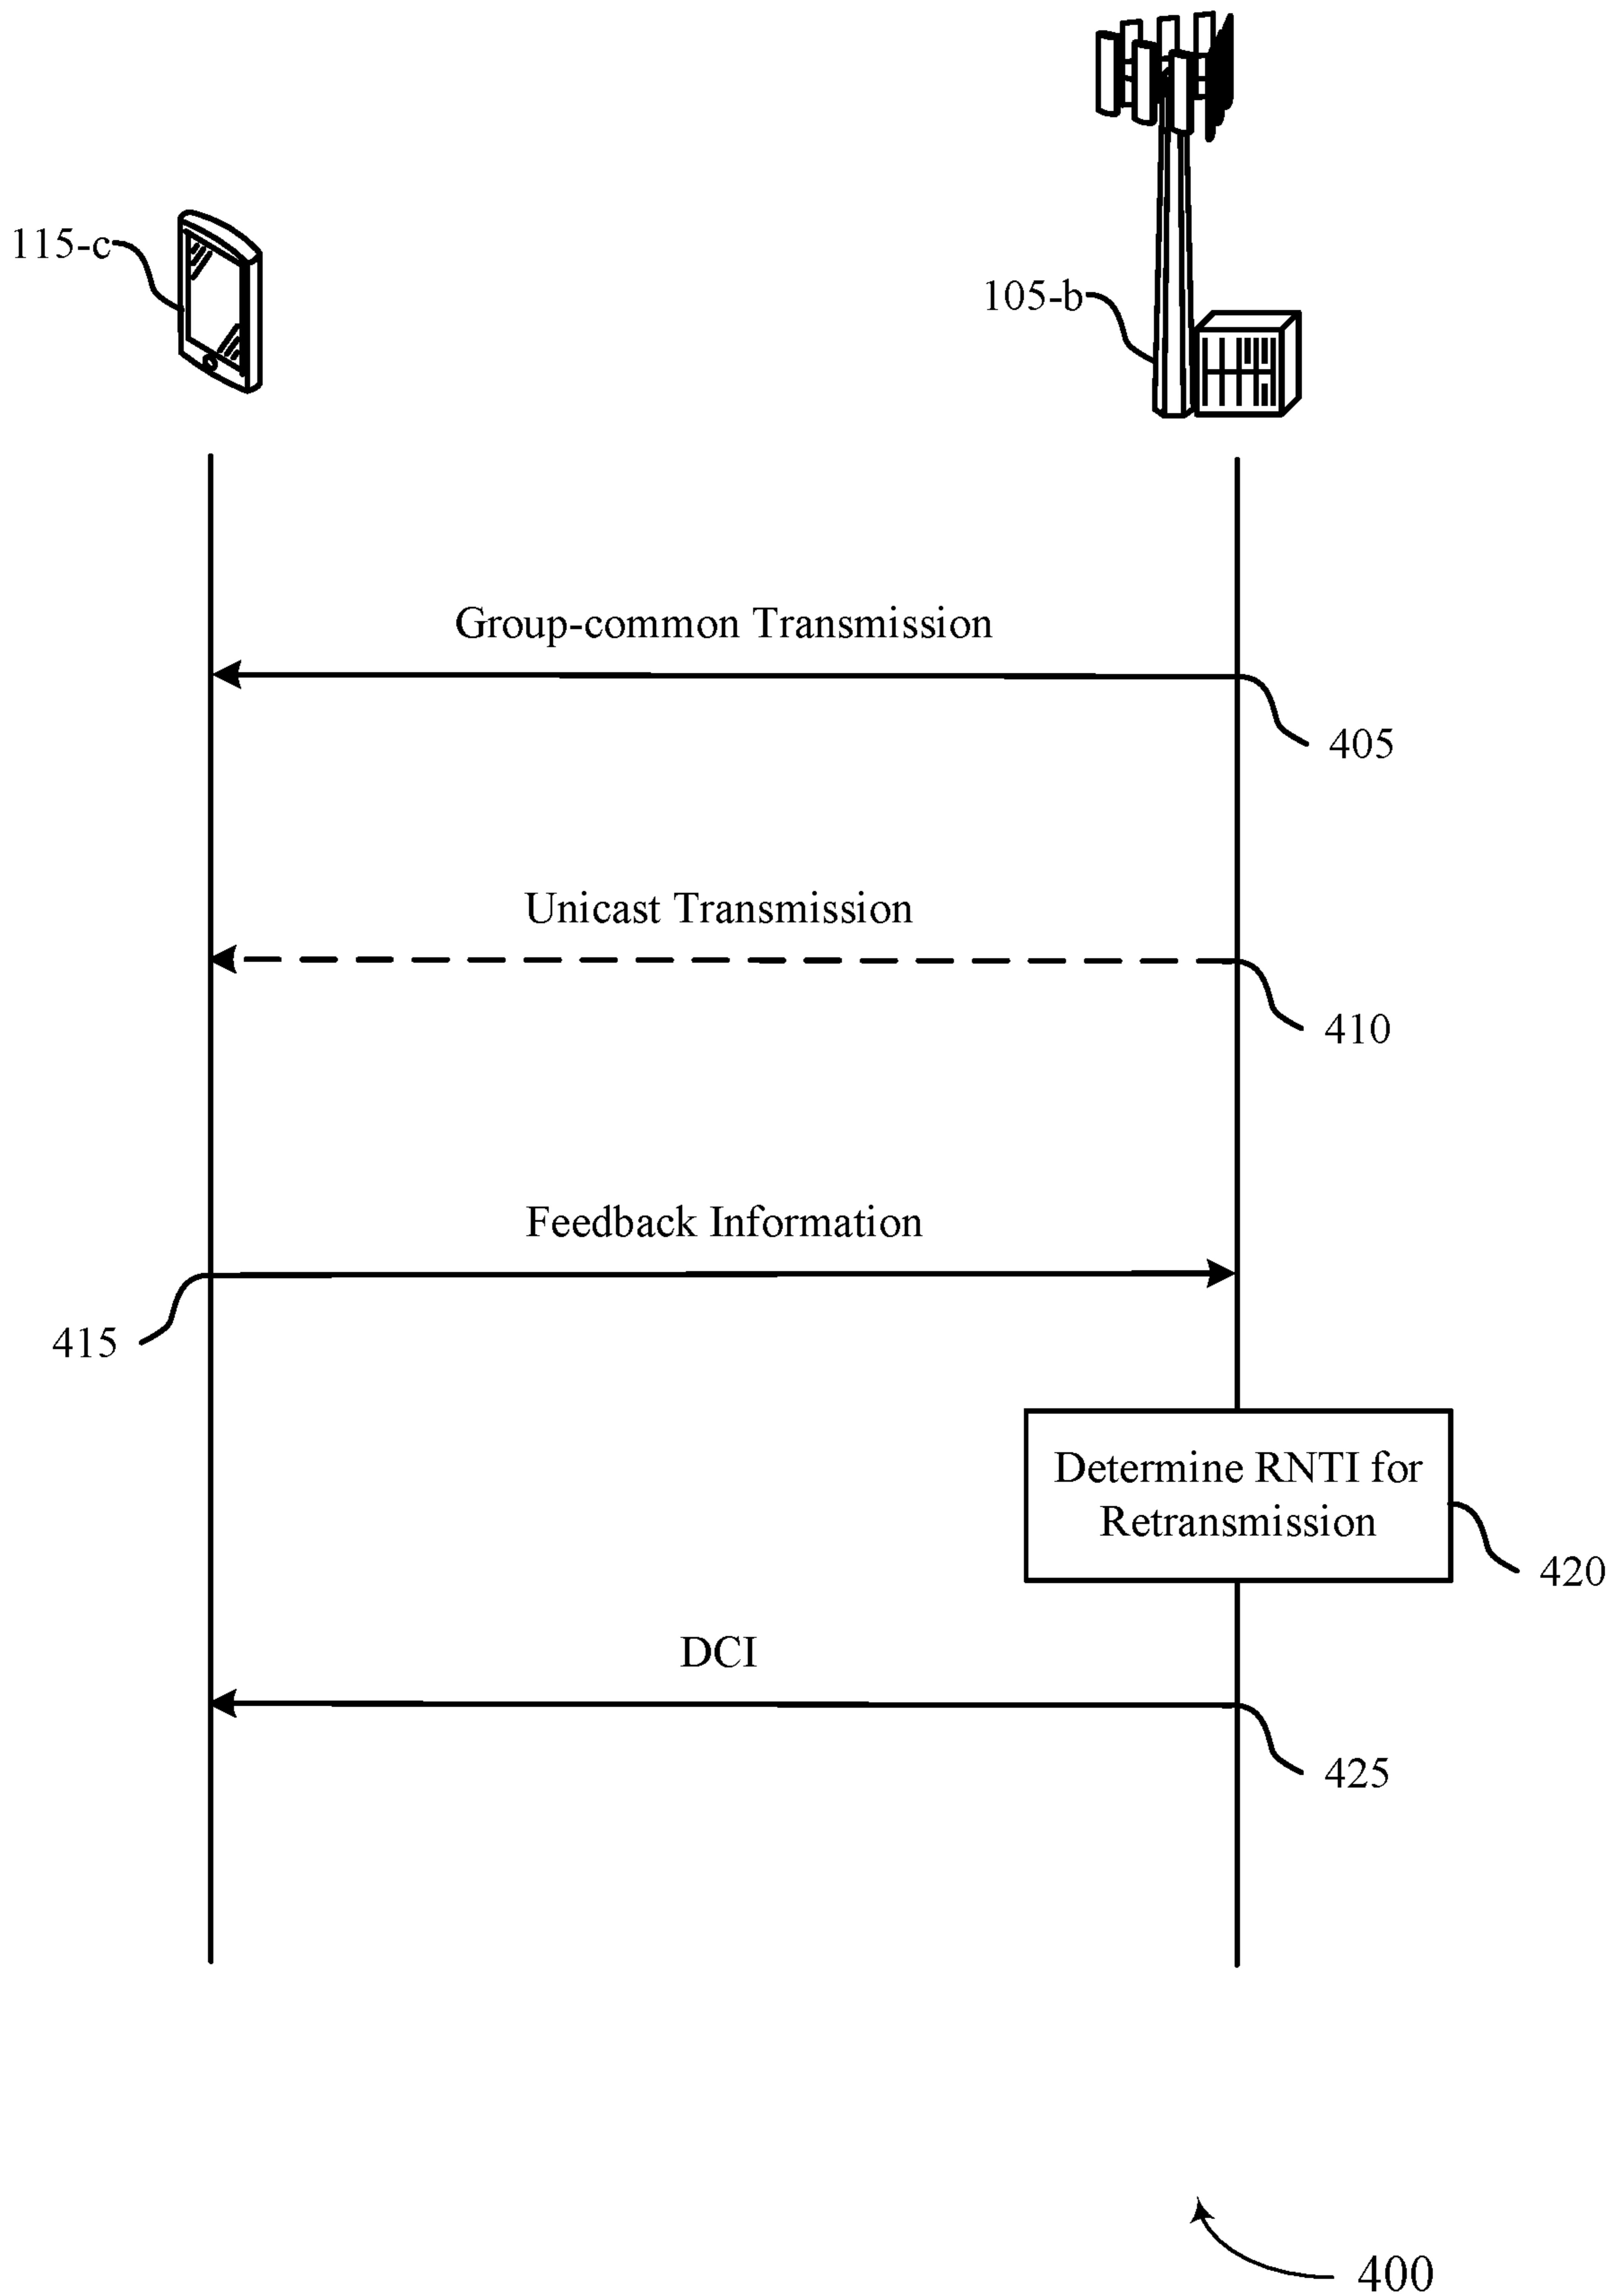 115-c
105-b
Group-common Transmission
405
Unicast Transmission
410
Feedback Information
415
Determine RNTI for
Retransmission
420
DCI
425
400